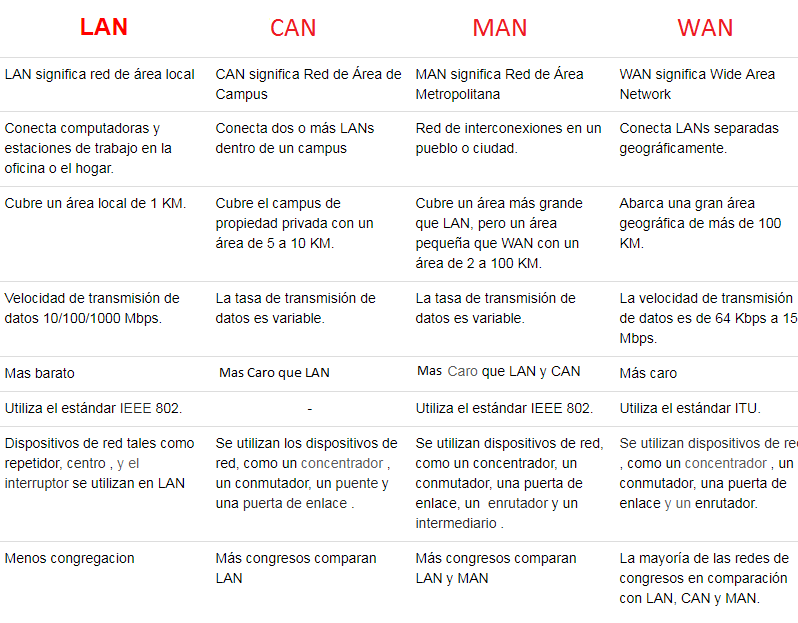 LAN
CAN
MAN
WAN
LAN significa red de área local
CAN significa Red de Área de
Campus
MAN significa Red de Área
Metropolitana
WAN significa Wide Area
Network
Conecta computadoras y
estaciones de trabajo en la
oficina o el hogar.
Conecta dos o más LANs
dentro de un campus
Red de interconexiones en un
pueblo o ciudad.
Conecta LANs separadas
geográficamente.
Cubre un área local de 1 KM.
Cubre el campus de
propiedad privada con un
área de 5 a 10 KM.
Cubre un área más grande
que LAN, pero un área
pequeña que WAN con un
área de 2 a 100 KM.
Abarca una gran área
geográfica de más de 100
KM.
Velocidad de transmisión de
datos 10/100/1000 Mbps.
La tasa de transmisión de
datos es variable.
La tasa de transmisión de
datos es variable.
La velocidad de transmisión
de datos es de 64 Kbps a 15
Mbps.
Mas barato
Mas Caro que LAN
Mas Caro que LAN y CAN
Más caro
Utiliza el estándar IEEE 802.
-
Utiliza el estándar IEEE 802.
Utiliza el estándar ITU.
Dispositivos de red tales como
repetidor, centro , y el
interruptor se utilizan en LAN
Se utilizan los dispositivos de
red, como un concentrador ,
un conmutador, un puente y
una puerta de enlace .
Se utilizan dispositivos de red,
como un concentrador, un
conmutador, una puerta de
enlace, un enrutador y un
intermediario .
Se utilizan dispositivos de re
, como un concentrador , un
conmutador, una puerta de
enlace y un enrutador.
Menos congregacion
Más congresos comparan
LAN
Más congresos comparan
LAN y MAN
La mayoría de las redes de
congresos en comparación
con LAN, CAN y MAN.